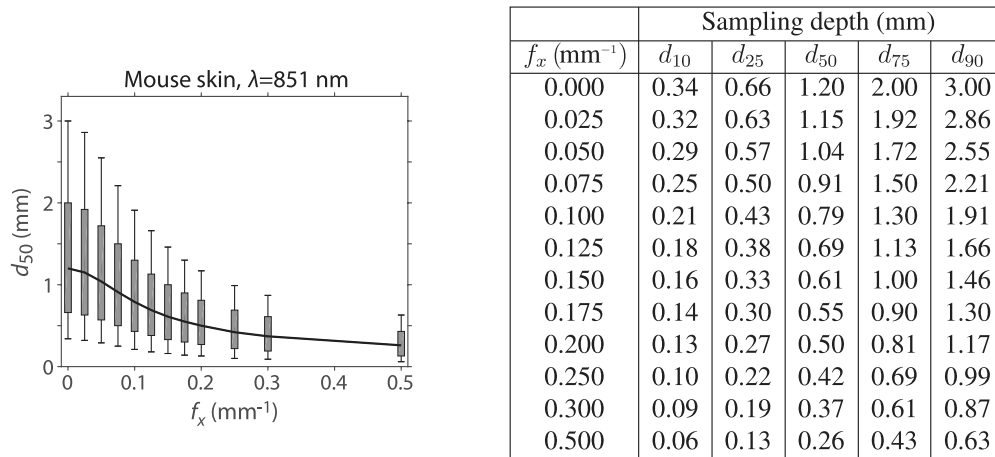 Mouse skin, λ=851 nm
3
2
1
0
d50 (mm)
0 0.1 0.2 0.3 0.4 0.5
fx (mm-1)
Sampling depth (mm)
fx (mm−1) d10 d25 d50 d75 d90
0.000 0.34 0.66 1.20 2.00 3.00
0.025 0.32 0.63 1.15 1.92 2.86
0.050 0.29 0.57 1.04 1.72 2.55
0.075 0.25 0.50 0.91 1.50 2.21
0.100 0.21 0.43 0.79 1.30 1.91
0.125 0.18 0.38 0.69 1.13 1.66
0.150 0.16 0.33 0.61 1.00 1.46
0.175 0.14 0.30 0.55 0.90 1.30
0.200 0.13 0.27 0.50 0.81 1.17
0.250 0.10 0.22 0.42 0.69 0.99
0.300 0.09 0.19 0.37 0.61 0.87
0.500 0.06 0.13 0.26 0.43 0.63